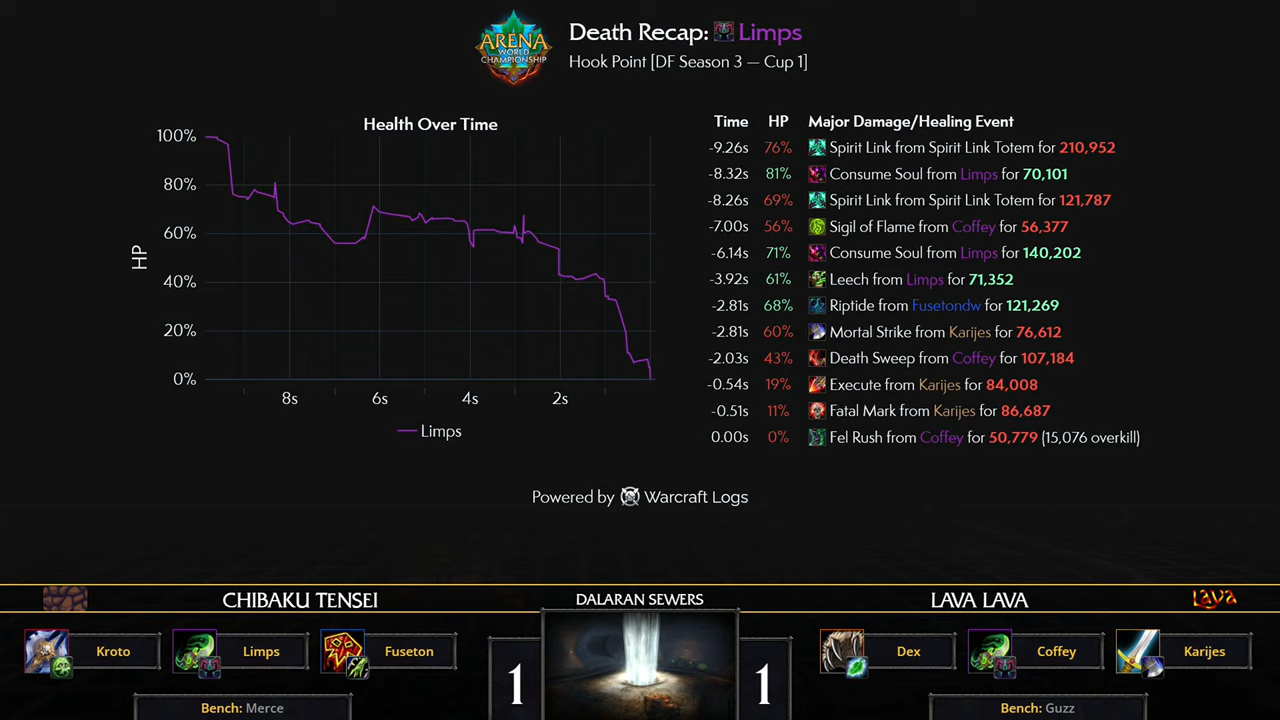 ARENA
WORLD
CHAMPIONSHIP
Death Recap: Limps
Hook Point [DF Season 3 — Cup 1]
Health Over Time
100%
80%
60%
40%
20%
0%
HP
8s 6s 4s 2s
Limps
Time HP Major Damage/Healing Event
-9.26s 76% Spirit Link from Spirit Link Totem for 210,952
-8.32s 81% Consume Soul from Limps for 70,101
-8.26s 69% Spirit Link from Spirit Link Totem for 121,787
-7.00s 56% Sigil of Flame from Coffey for 56,377
-6.14s 71% Consume Soul from Limps for 140,202
-3.92s 61% Leech from Limps for 71,352
-2.81s 68% Riptide from Fusetondw for 121,269
-2.81s 60% Mortal Strike from Karijes for 76,612
-2.03s 43% Death Sweep from Coffey for 107,184
-0.54s 19% Execute from Karijes for 84,008
-0.51s 11% Fatal Mark from Karijes for 86,687
0.00s 0% Fel Rush from Coffey for 50,779 (15,076 overkill)
Powered by Warcraft Logs
CHIBAKU TENSEI
DALARAN SEWERS
LAVA LAVA
Lava
Kroto
Limps
Fuseton
1
1
Dex
Coffey
Karijes
Bench: Merce
Bench: Guzz